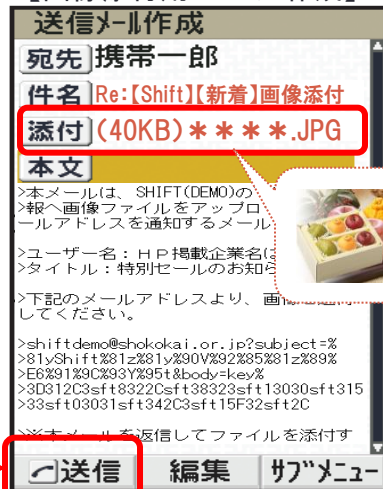 送信ﾒｰﾙ作成
宛先 携帯一郎
件名 Re:【Shift】【新着】画像添付
添付 (40KB)＊＊＊＊.JPG
本文
>本メールは、SHIFT(DEMO)の
>報へ画像ファイルをアップロ
ールアドレスを通知するメール
>ユーザー名：ＨＰ掲載企業名(
>タイトル：特別セールのお知ら
>下記のメールアドレスより、画像
してください。
>shiftdemo@shokokai.or.jp?subject=%
>81yShift%81z%81y%90V%92%85%81z%89%
>E6%91%9C%93Y%95t&body=key%
>3D312C3sft8322Csft38323sft13030sft315
>33sft03031sft342C3sft15F32sft2C
>※本メールを返信してファイルを添付す
送信 編集 ｻﾌﾞﾒﾆｭｰ